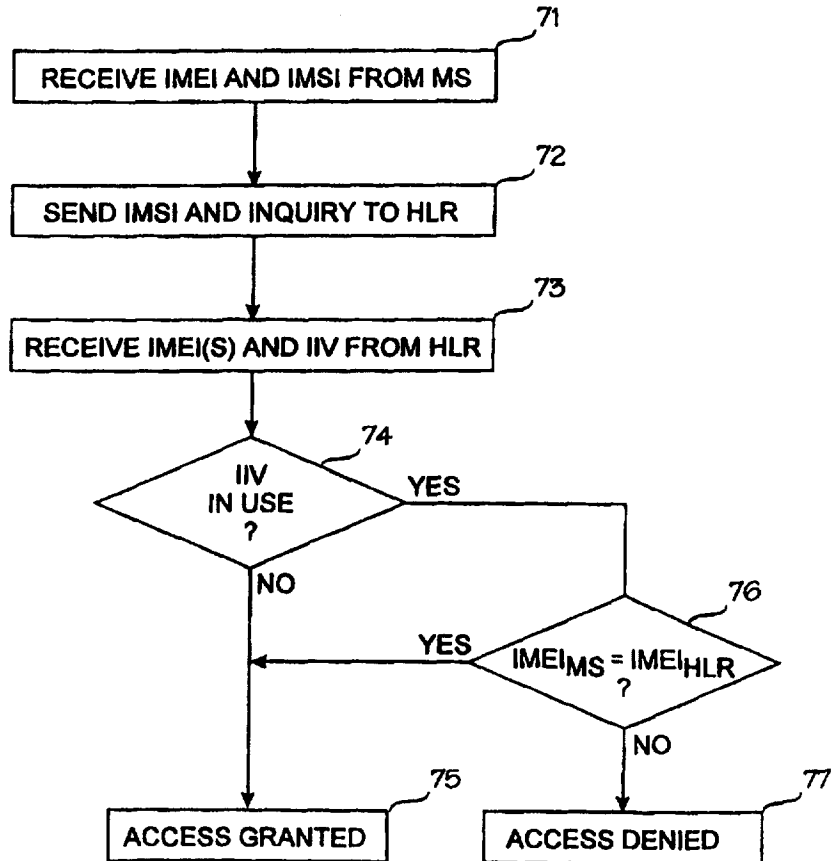 71
RECEIVE IMEI AND IMSI FROM MS
72
SEND IMSI AND INQUIRY TO HLR
73
RECEIVE IMEI(S) AND IIV FROM HLR
74
IIV
IN USE
?
YES
NO
76
YES
IMEIMS = IMEIHLR
?
NO
75
ACCESS GRANTED
77
ACCESS DENIED